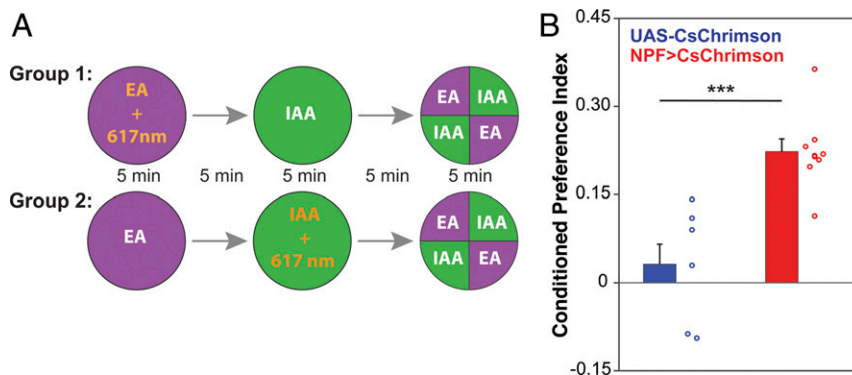 A
Group 1:
EA
+
617nm
IAA
EA
IAA
IAA
EA
5 min
5 min
5 min
5 min
5 min
Group 2:
EA
IAA
+
617 nm
EA
IAA
IAA
EA
B
Conditioned Preference Index
0.45
0.30
0.15
0
-0.15
UAS-CsChrimson
NPF>CsChrimson
***